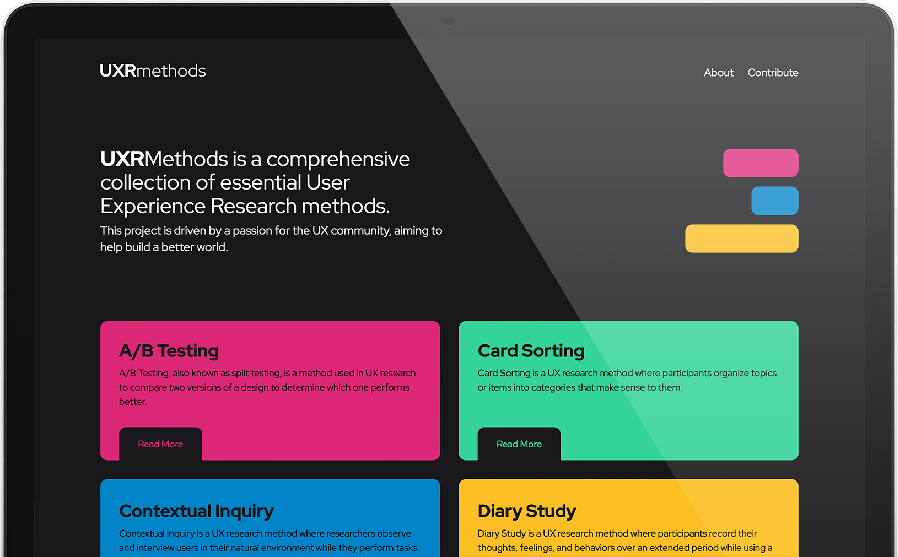 UXRmethods
About Contribute
UXRMethods is a comprehensive
collection of essential User
Experience Research methods.
This project is driven by a passion for the UX community, aiming to
help build a better world.
A/B Testing
A/B Testing, also known as split testing, is a method used in UX research
to compare two versions of a design to determine which one performs
better.
Read More
Card Sorting
Card Sorting is a UX research method where participants organize topics
or items into categories that make sense to them.
Read More
Contextual Inquiry
Contextual Inquiry is a UX research method where researchers observe
and interview users in their natural environment while they perform tasks.
Diary Study
Diary Study is a UX research method where participants record their
thoughts, feelings, and behaviors over an extended period while using a